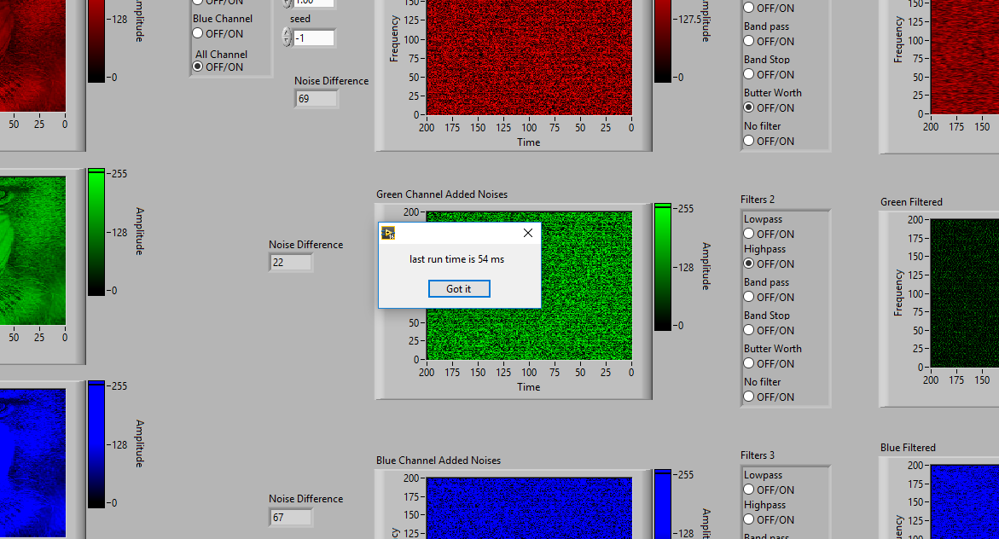 OFF/ON
Blue Channel
OFF/ON
All Channel
OFF/ON
1.00
seed
-1
Noise Difference
69
128
0
Amplitude
150
125
100
75
50
25
0
Frequency
200 175 150 125 100 75 50 25 0
Time
127.5
0
Amplitude
OFF/ON
Band pass
OFF/ON
Band Stop
OFF/ON
Butter Worth
OFF/ON
No filter
OFF/ON
150
125
100
75
50
25
0
Frequency
200 175 150
50 25 0
255
128
0
Amplitude
Noise Difference
22
Green Channel Added Noises
200
last run time is 54 ms
Got it
50
25
0
200 175 150 125 100 75 50 25 0
Time
255
128
0
Amplitude
Filters 2
Lowpass
OFF/ON
Highpass
OFF/ON
Band pass
OFF/ON
Band Stop
OFF/ON
Butter Worth
OFF/ON
No filter
OFF/ON
Green Filtered
200
175
150
125
100
75
50
25
0
Frequency
200 175 150
50 25 0
255
128
0
Amplitude
Noise Difference
67
Blue Channel Added Noises
200
175
150
125
255
128
Filters 3
Lowpass
OFF/ON
Highpass
OFF/ON
Band pass
Blue Filtered
200
175
150
125
100